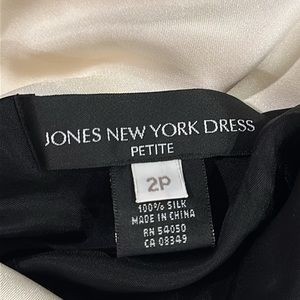 JONES NEW YORK DRESS
PETITE
2P
100% SILK
MADE IN CHINA
RN 54050
CA 08349